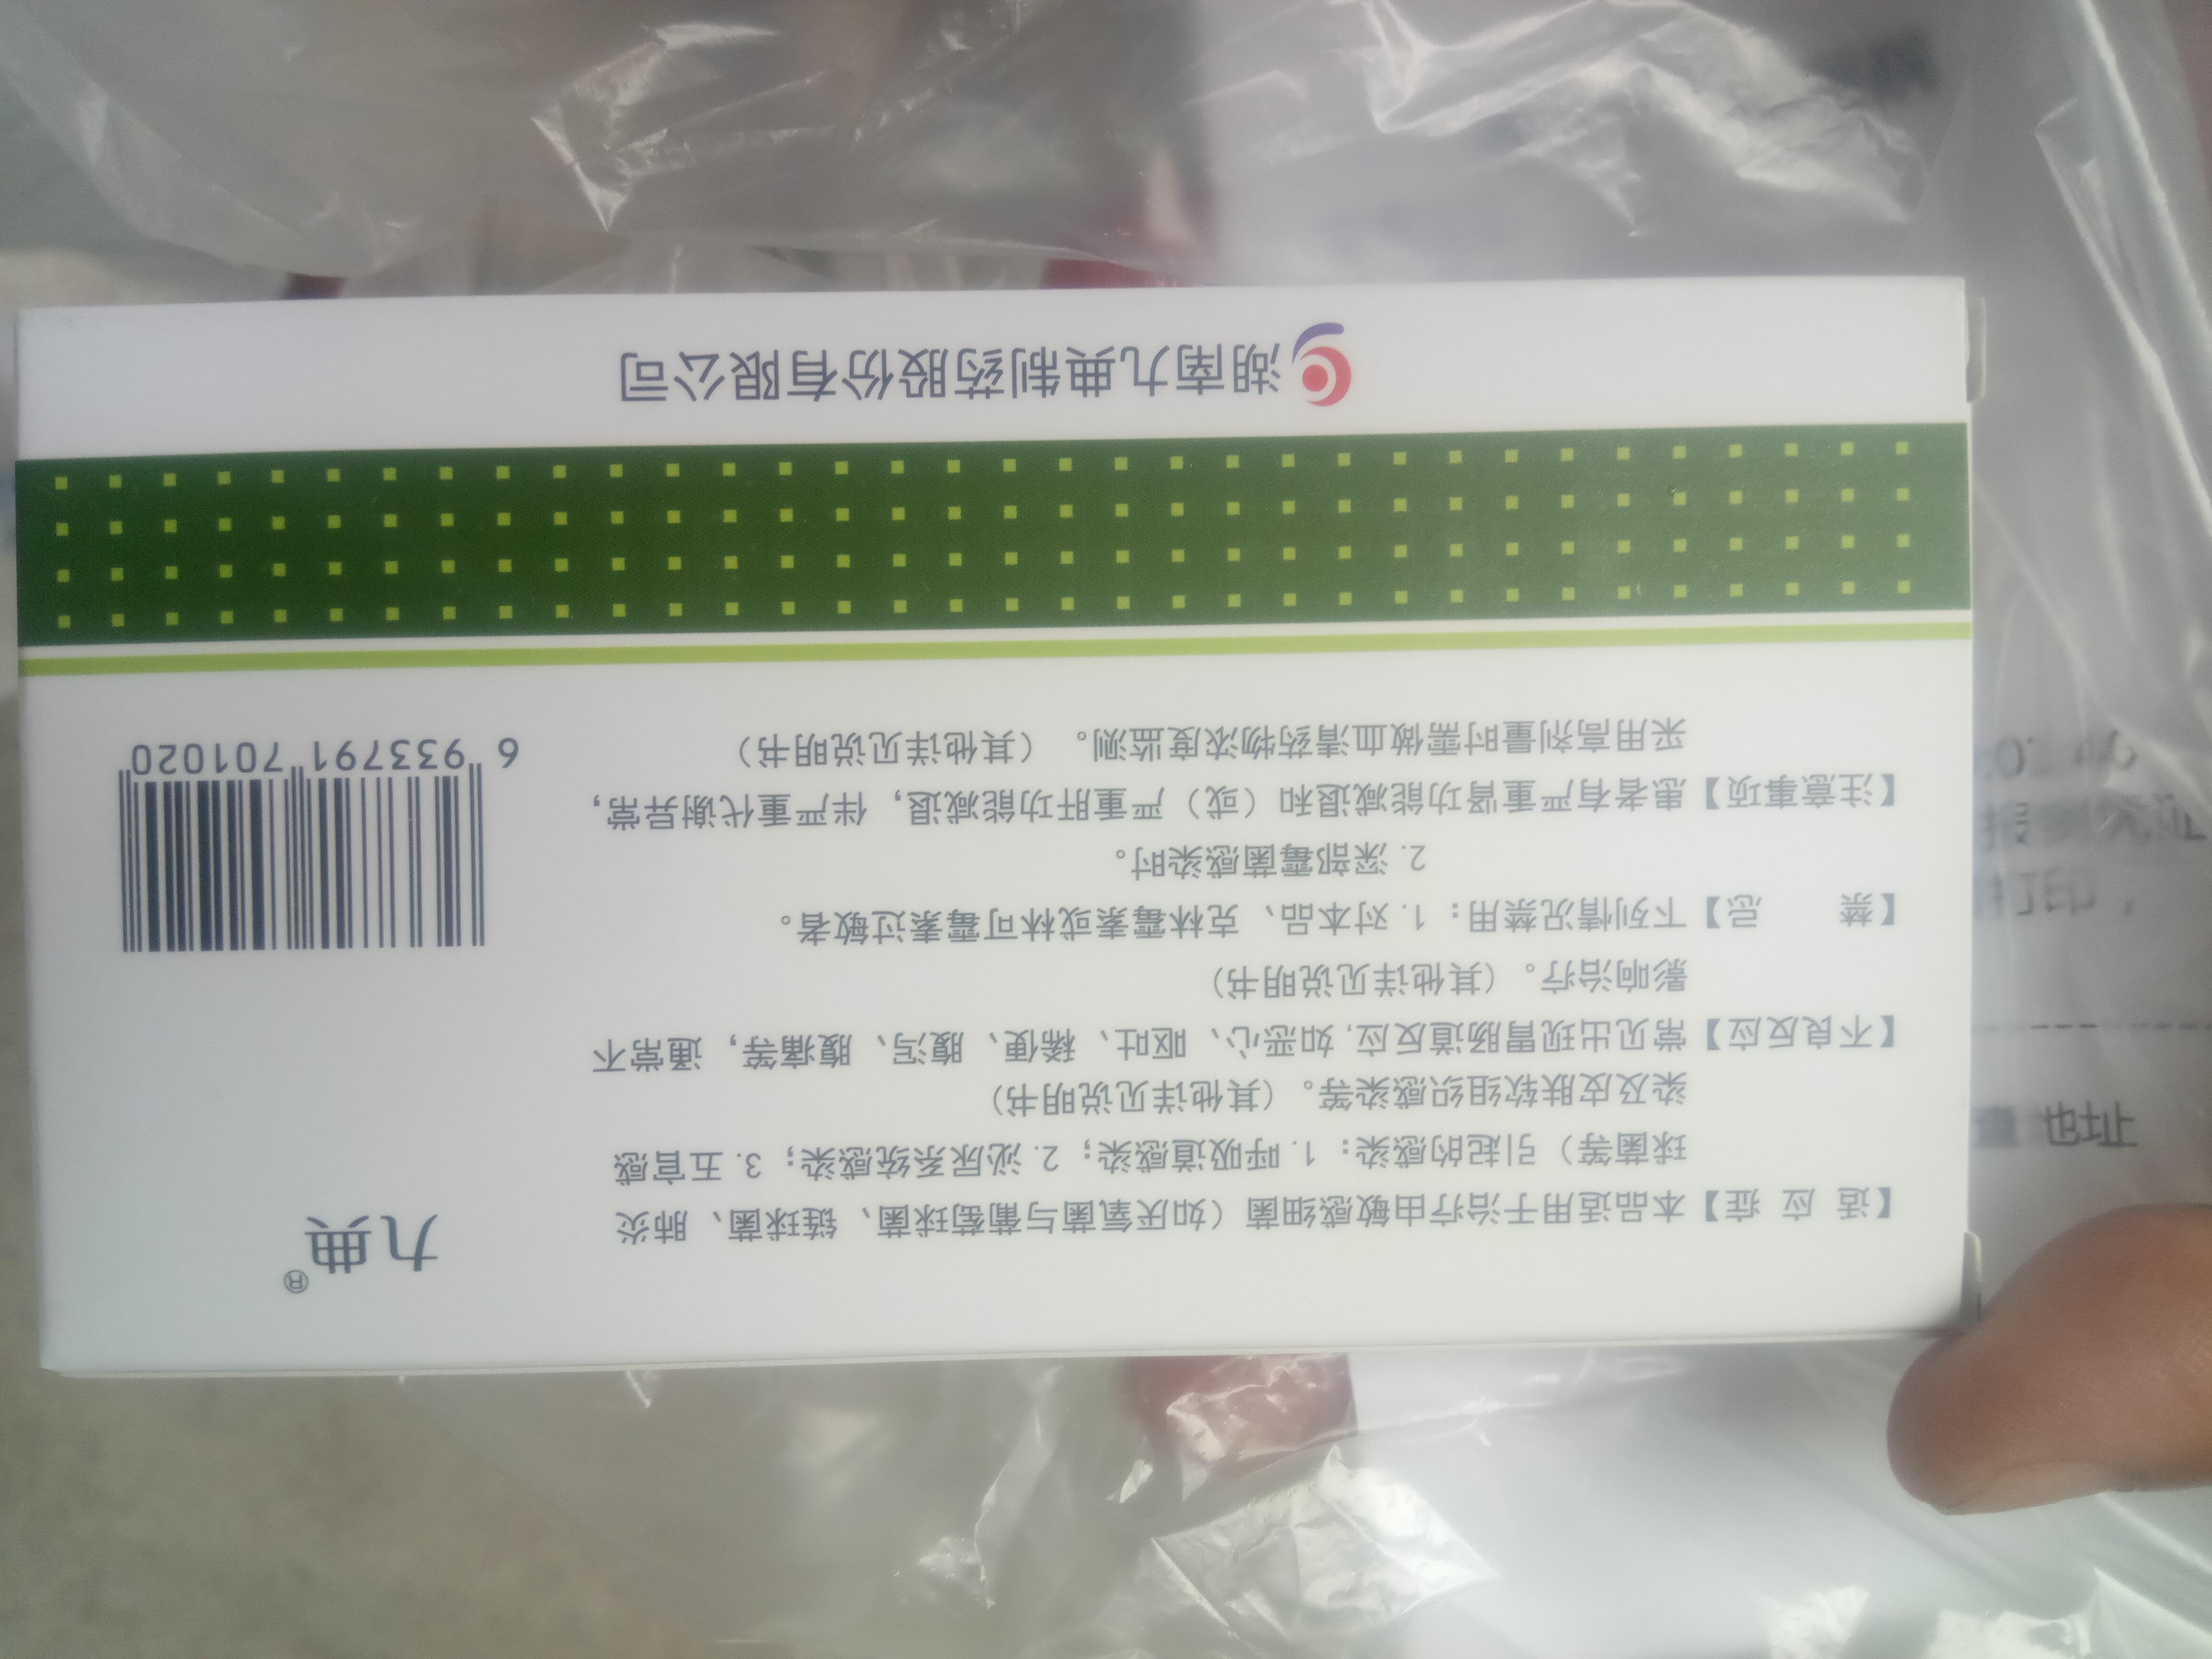 九典®
【适 应 症】本品适用于治疗由敏感细菌（如厌氧菌与葡萄球菌、链球菌、肺炎
球菌等）引起的感染：1. 呼吸道感染；2. 泌尿系统感染；3. 五官感
染及皮肤软组织感染等。（其他详见说明书）
【不良反应】常见出现胃肠道反应, 如恶心、呕吐、稀便、腹泻、腹痛等，通常不
影响治疗。（其他详见说明书）
【禁 忌】下列情况禁用：1. 对本品、克林霉素或林可霉素过敏者。
2. 深部霉菌感染时。
【注意事项】患者有严重肾功能减退和（或）严重肝功能减退，伴严重代谢异常，
采用高剂量时需做血清药物浓度监测。（其他详见说明书）
6 933791 701020
湖南九典制药股份有限公司
地址